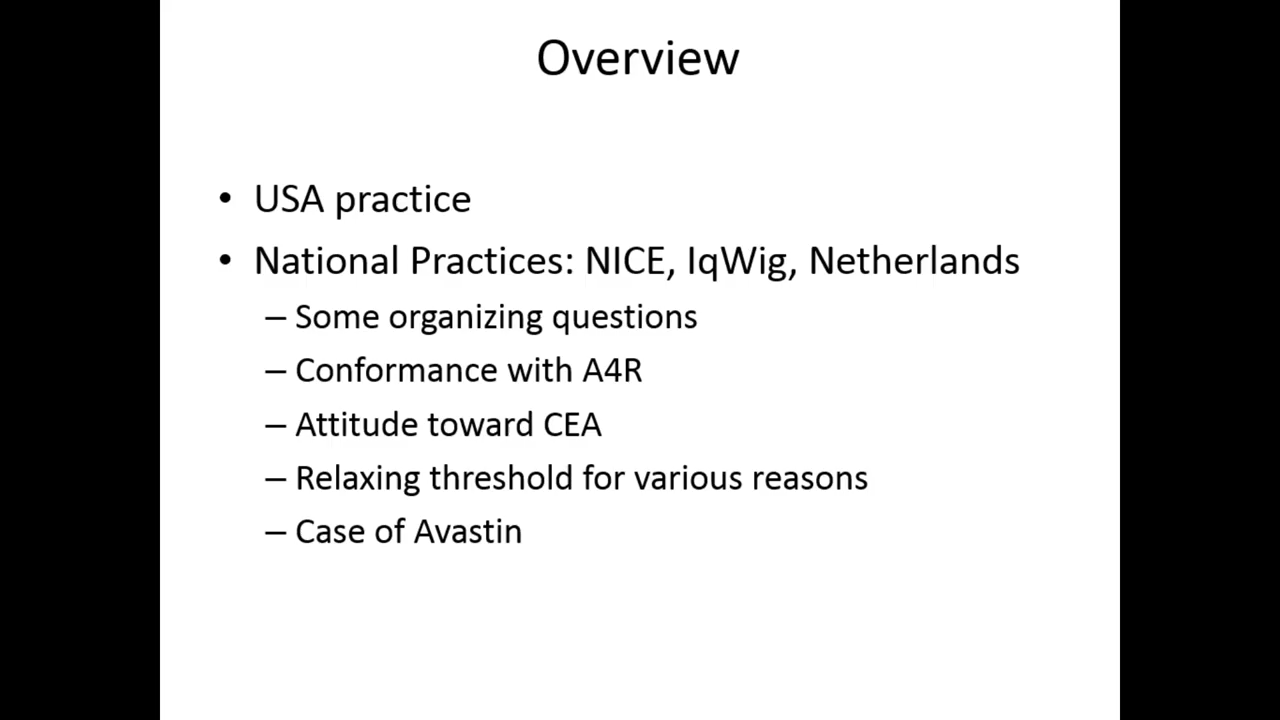 Overview
• USA practice
• National Practices: NICE, IqWig, Netherlands
– Some organizing questions
– Conformance with A4R
– Attitude toward CEA
– Relaxing threshold for various reasons
– Case of Avastin